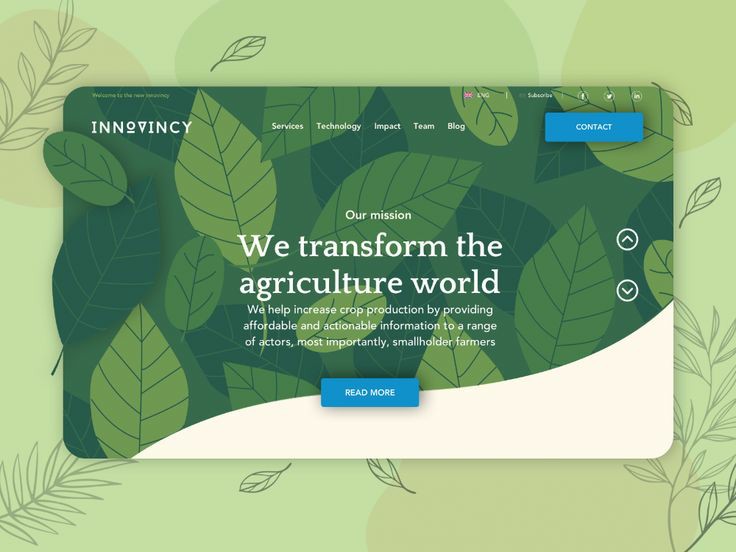 Welcome to the new Innovincy
ENG | Subscribe |
INNOVINCY
Services Technology Impact Team Blog
CONTACT
Our mission
We transform the
agriculture world
We help increase crop production by providing
affordable and actionable information to a range
of actors, most importantly, smallholder farmers
READ MORE